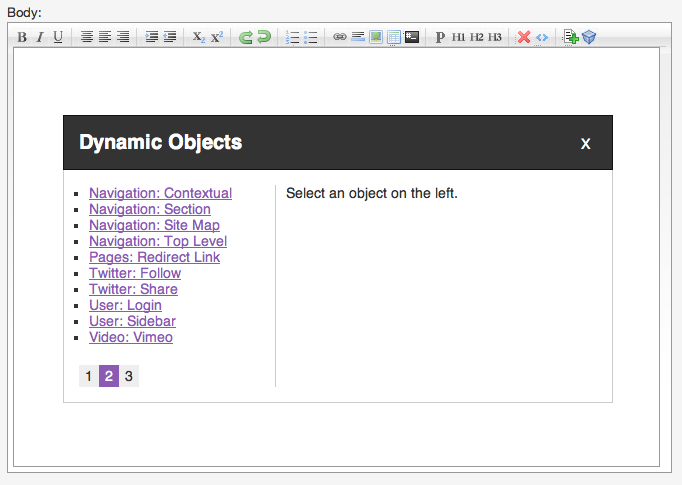 Body:
B I U X₂ X² P H1 H2 H3
Dynamic Objects x
Navigation: Contextual
Navigation: Section
Navigation: Site Map
Navigation: Top Level
Pages: Redirect Link
Twitter: Follow
Twitter: Share
User: Login
User: Sidebar
Video: Vimeo
1 2 3
Select an object on the left.